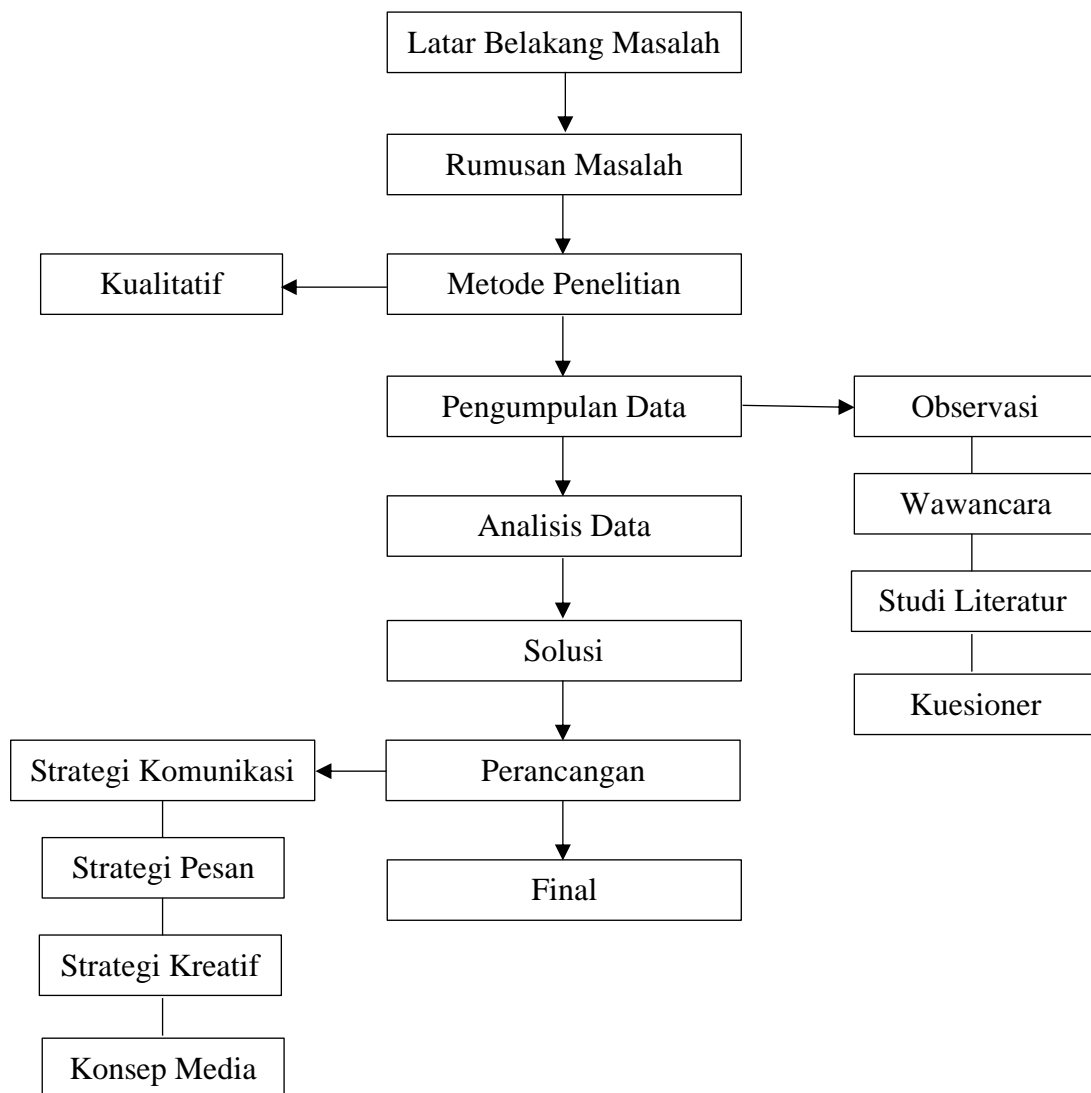 Latar Belakang Masalah
Rumusan Masalah
Kualitatif
Metode Penelitian
Pengumpulan Data
Observasi
Wawancara
Analisis Data
Studi Literatur
Solusi
Kuesioner
Strategi Komunikasi
Perancangan
Strategi Pesan
Final
Strategi Kreatif
Konsep Media